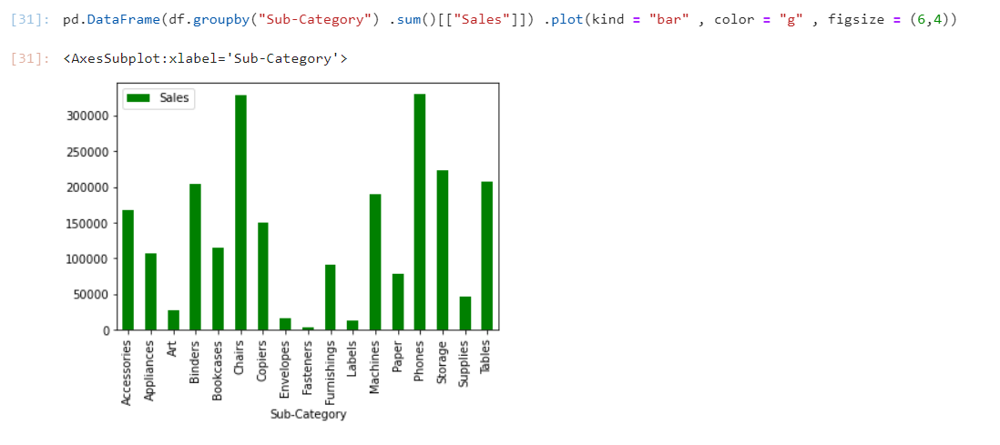 [31]: pd.DataFrame(df.groupby("Sub-Category") .sum()[["Sales"]]) .plot(kind = "bar" , color = "g" , figsize = (6,4))
[31]: <AxesSubplot:xlabel='Sub-Category'>
Sales
300000
250000
200000
150000
100000
50000
0
Accessories
Appliances
Art
Binders
Bookcases
Chairs
Copiers
Envelopes
Fasteners
Furnishings
Labels
Machines
Paper
Phones
Storage
Supplies
Tables
Sub-Category